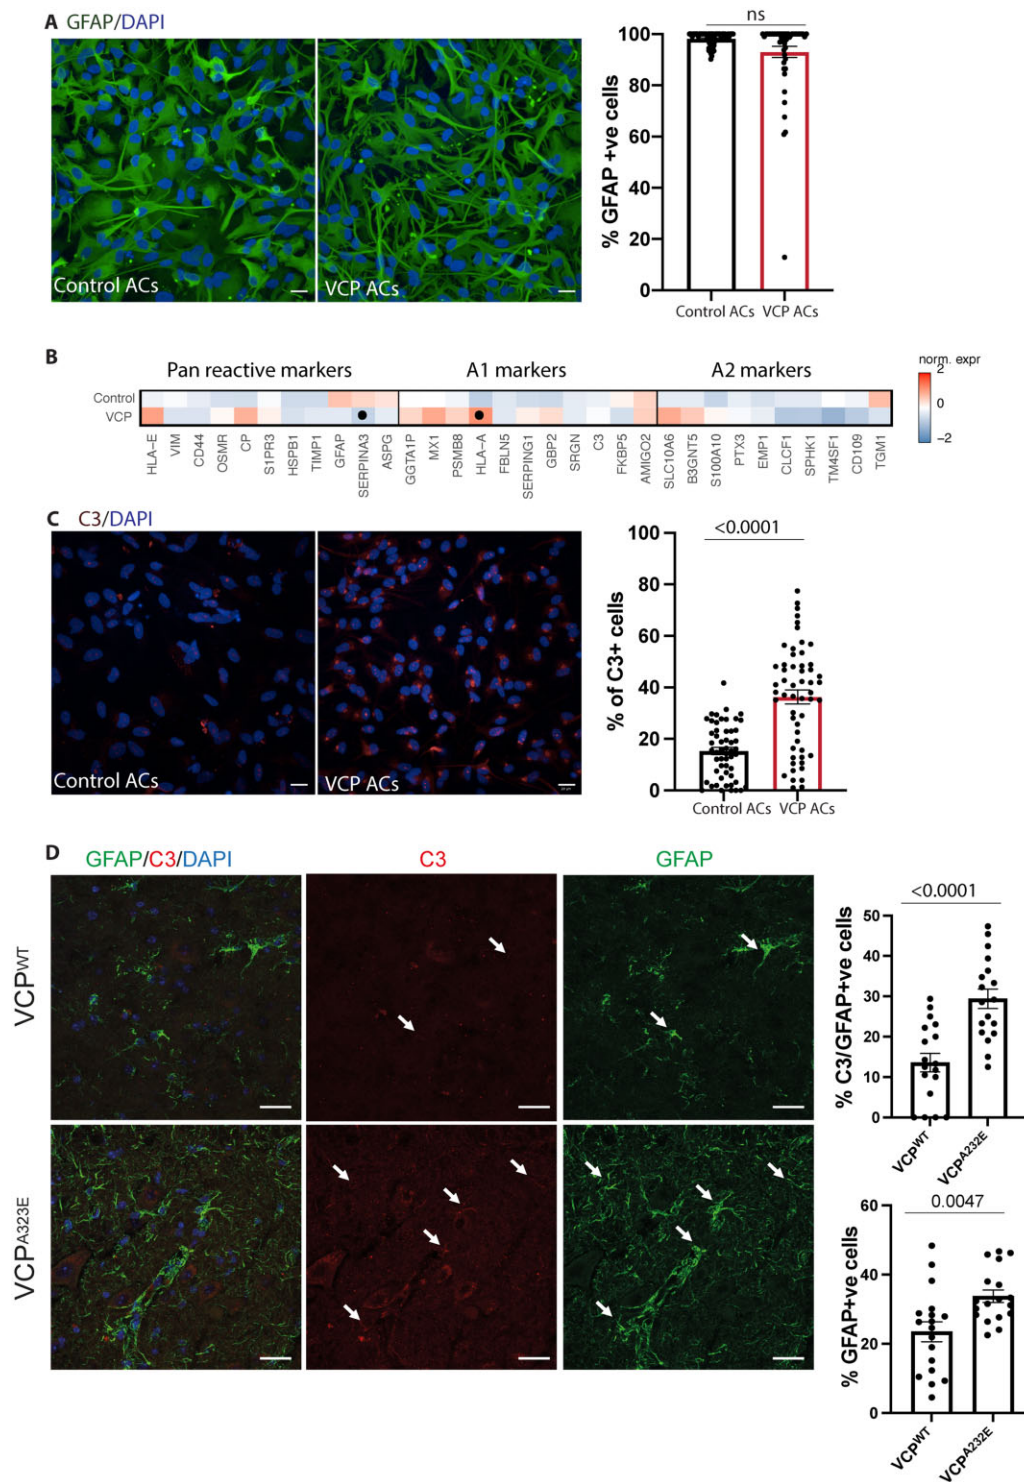 A GFAP/DAPI
Control ACs
VCP ACs
ns
% GFAP +ve cells
100
80
60
40
20
0
Control ACs
VCP ACs
B
Pan reactive markers
A1 markers
A2 markers
norm. expr
2
1
0
−2
Control
VCP
HLA-E
VIM
CD44
OSMR
CP
S1PR3
HSPB1
TIMP1
GFAP
SERPINA3
ASPG
GGTA1P
MX1
PSMB8
HLA-A
FBLN5
SERPING1
GBP2
SRGN
C3
FKBP5
AMIGO2
SLC10A6
B3GNT5
S100A10
PTX3
EMP1
CLCF1
SPHK1
TM4SF1
CD109
TGM1
C C3/DAPI
Control ACs
VCP ACs
<0.0001
% of C3+ cells
100
80
60
40
20
0
Control ACs
VCP ACs
D
GFAP/C3/DAPI
C3
GFAP
VCPWT
VCPA323E
<0.0001
% C3/GFAP+ve cells
50
40
30
20
10
0
VCPWT
VCPA232E
0.0047
% GFAP+ve cells
60
40
20
0
VCPWT
VCPA232E